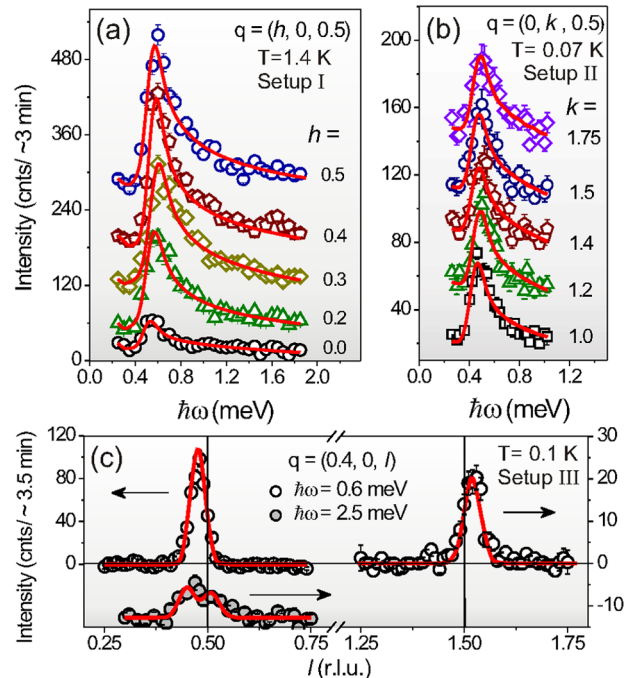 (a)
q = (h, 0, 0.5)
T=1.4 K
Setup I
h =
0.5
0.4
0.3
0.2
0.0
480
360
240
120
0
0.0 0.4 0.8 1.2 1.6 2.0
ħω (meV)
Intensity (cnts/ ~3 min)
(b)
q = (0, k , 0.5)
T= 0.07 K
Setup II
k =
1.75
1.5
1.4
1.2
1.0
200
160
120
80
40
0.0 0.4 0.8 1.2
ħω (meV)
(c)
q = (0.4, 0, l)
ħω = 0.6 meV
ħω = 2.5 meV
T= 0.1 K
Setup III
120
80
40
0
30
20
10
0
-10
0.25 0.50 0.75 1.25 1.50 1.75
l (r.l.u.)
Intensity (cnts/ ~ 3.5 min)